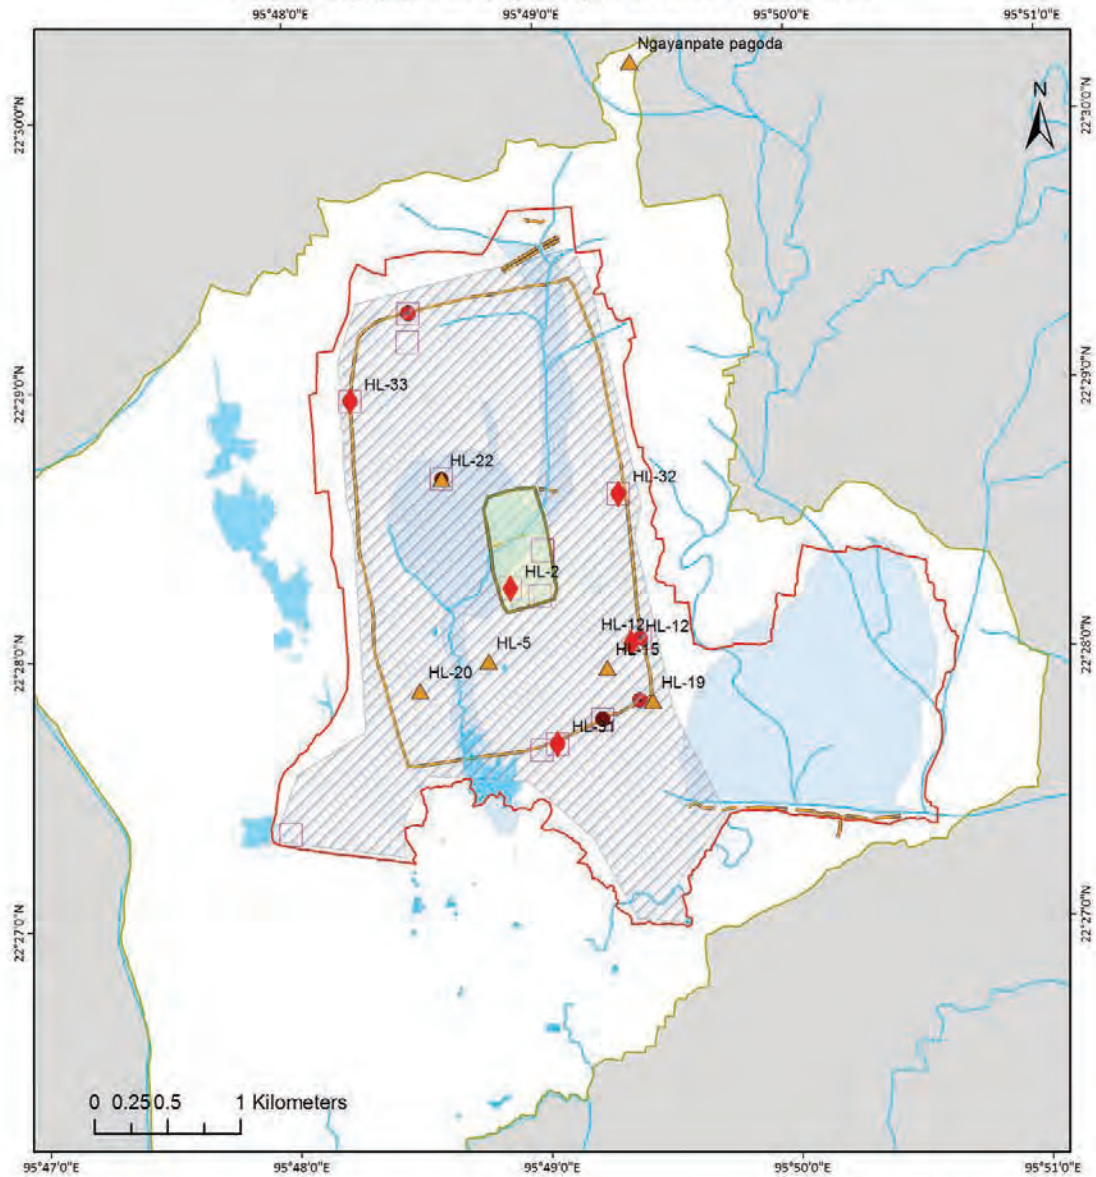 95°48'0"E 95°49'0"E 95°50'0"E 95°51'0"E
Ngayanpate pagoda
N
22°30'0"N
22°30'0"N
22°29'0"N
22°29'0"N
HL-33
HL-22
HL-32
HL-2
HL-12 HL-12
HL-15
HL-5
HL-20
HL-19
HL-31
22°28'0"N
22°28'0"N
22°27'0"N
22°27'0"N
0 0.25 0.5 1 Kilometers
95°47'0"E 95°48'0"E 95°49'0"E 95°50'0"E 95°51'0"E